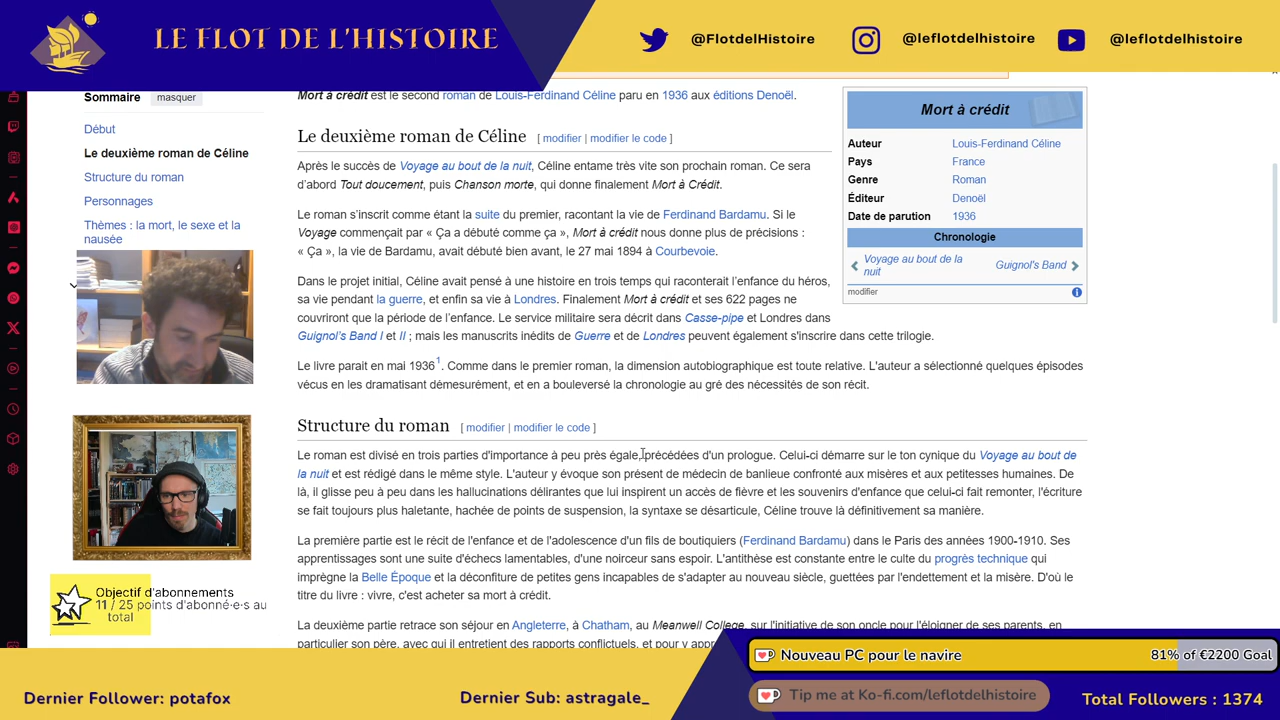 LE FLOT DE L'HISTOIRE
@FlotdelHistoire
@leflotdelhistoire
@leflotdelhistoire
Sommaire masquer
Début
Le deuxième roman de Céline
Structure du roman
Personnages
Thèmes : la mort, le sexe et la
nausée
Mort à crédit est le second roman de Louis-Ferdinand Céline paru en 1936 aux éditions Denoël.
Le deuxième roman de Céline [ modifier | modifier le code ]
Après le succès de Voyage au bout de la nuit, Céline entame très vite son prochain roman. Ce sera
d'abord Tout doucement, puis Chanson morte, qui donne finalement Mort à Crédit.
Le roman s'inscrit comme étant la suite du premier, racontant la vie de Ferdinand Bardamu. Si le
Voyage commençait par « Ça a débuté comme ça », Mort à crédit nous donne plus de précisions :
« Ça », la vie de Bardamu, avait débuté bien avant, le 27 mai 1894 à Courbevoie.
Dans le projet initial, Céline avait pensé à une histoire en trois temps qui raconterait l'enfance du héros,
sa vie pendant la guerre, et enfin sa vie à Londres. Finalement Mort à crédit et ses 622 pages ne
couvriront que la période de l'enfance. Le service militaire sera décrit dans Casse-pipe et Londres dans
Guignol's Band I et II ; mais les manuscrits inédits de Guerre et de Londres peuvent également s'inscrire dans cette trilogie.
Le livre parait en mai 1936¹. Comme dans le premier roman, la dimension autobiographique est toute relative. L'auteur a sélectionné quelques épisodes
vécus en les dramatisant démesurément, et en a bouleversé la chronologie au gré des nécessités de son récit.
Mort à crédit
Auteur Louis-Ferdinand Céline
Pays France
Genre Roman
Éditeur Denoël
Date de parution 1936
Chronologie
Voyage au bout de la
nuit
Guignol's Band
modifier
Structure du roman [ modifier | modifier le code ]
Le roman est divisé en trois parties d'importance à peu près égale, précédées d'un prologue. Celui-ci démarre sur le ton cynique du Voyage au bout de
la nuit et est rédigé dans le même style. L'auteur y évoque son présent de médecin de banlieue confronté aux misères et aux petitesses humaines. De
là, il glisse peu à peu dans les hallucinations délirantes que lui inspirent un accès de fièvre et les souvenirs d'enfance que celui-ci fait remonter, l'écriture
se fait toujours plus haletante, hachée de points de suspension, la syntaxe se désarticule, Céline trouve là définitivement sa manière.
La première partie est le récit de l'enfance et de l'adolescence d'un fils de boutiquiers (Ferdinand Bardamu) dans le Paris des années 1900-1910. Ses
apprentissages sont une suite d'échecs lamentables, d'une noirceur sans espoir. L'antithèse est constante entre le culte du progrès technique qui
imprègne la Belle Époque et la déconfiture de petites gens incapables de s'adapter au nouveau siècle, guettées par l'endettement et la misère. D'où le
titre du livre : vivre, c'est acheter sa mort à crédit.
La deuxième partie retrace son séjour en Angleterre, à Chatham, au Meanwell College, sur l'initiative de son oncle pour l'éloigner de ses parents, en
particulier son père, avec qui il entretient des rapports conflictuels, et pour y
Objectif d'abonnements
11 / 25 points d'abonné·e·s au
total
Nouveau PC pour le navire 81% of €2200 Goal
Tip me at Ko-fi.com/leflotdelhistoire
Dernier Follower: potafox
Dernier Sub: astragale_
Total Followers : 1374